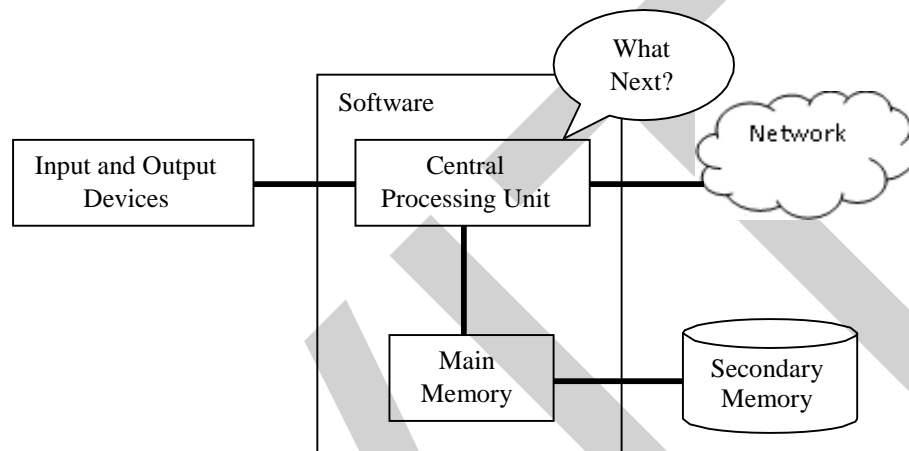 What
Next?
Software
Network
Input and Output
Devices
Central
Processing Unit
Main
Memory
Secondary
Memory